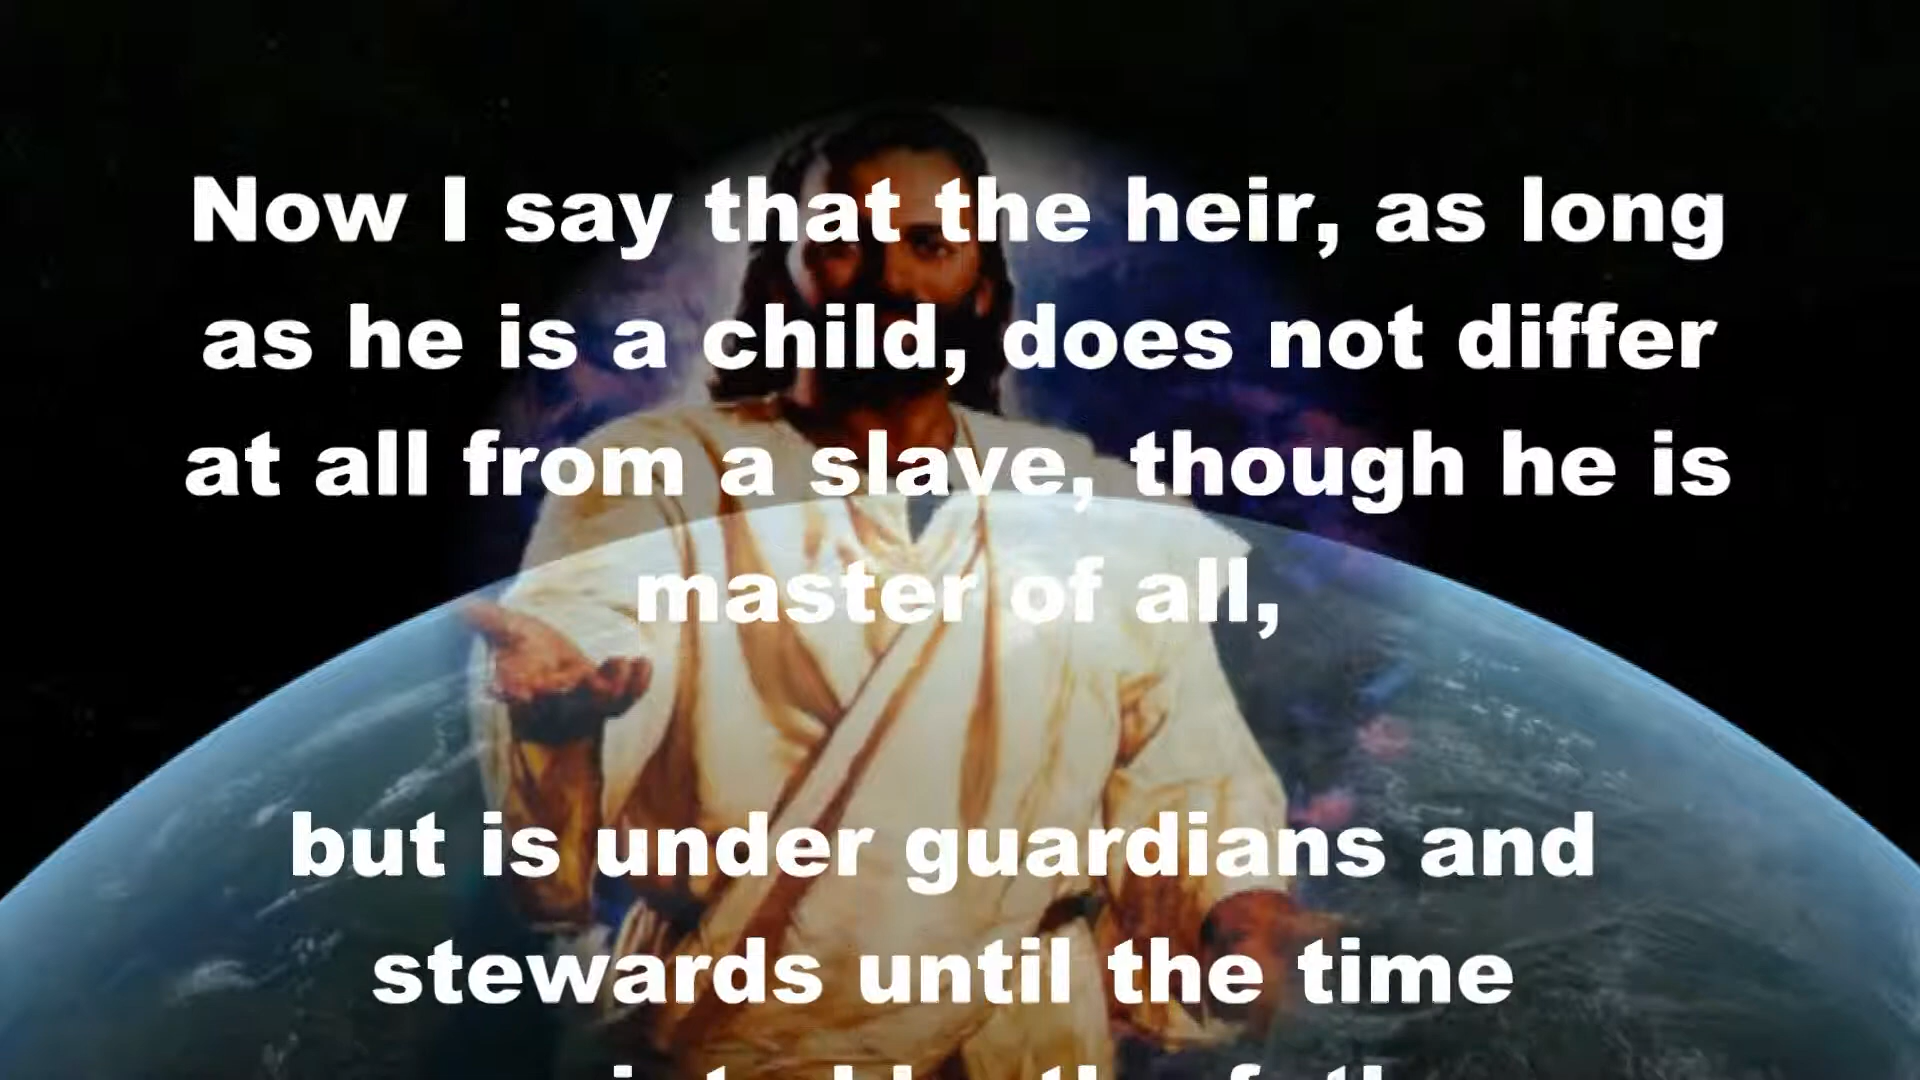 Now I say that the heir, as long
as he is a child, does not differ
at all from a slave, though he is
master of all,
but is under guardians and
stewards until the time